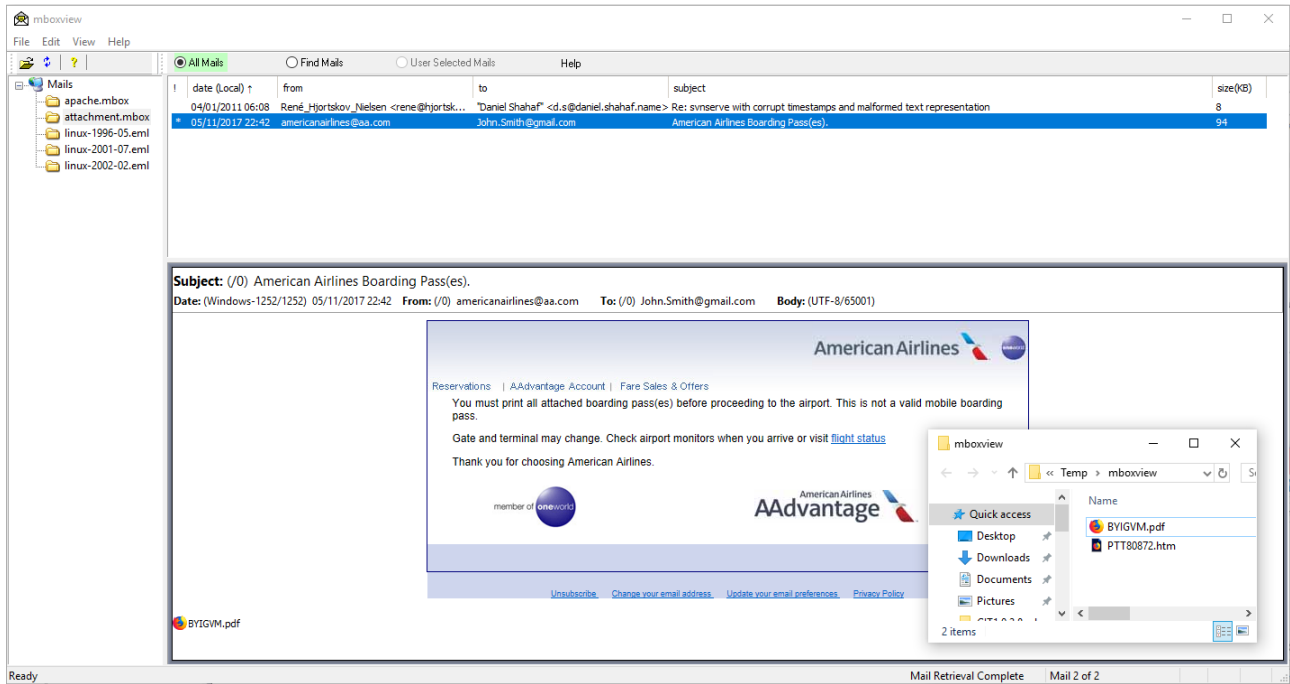 mboxview
File Edit View Help
All Mails Find Mails User Selected Mails Help
Mails
apache.mbox
attachment.mbox
linux-1996-05.eml
linux-2001-07.eml
linux-2002-02.eml
! date (Local) ↑ from to subject size(KB)
04/01/2011 06:08 René_Hjortskov_Nielsen <rene@hjortsk... "Daniel Shahaf" <d.s@daniel.shahaf.name> Re: svnserve with corrupt timestamps and malformed text representation 8
* 05/11/2017 22:42 americanairlines@aa.com John.Smith@gmail.com American Airlines Boarding Pass(es). 94
Subject: (/0) American Airlines Boarding Pass(es).
Date: (Windows-1252/1252) 05/11/2017 22:42 From: (/0) americanairlines@aa.com To: (/0) John.Smith@gmail.com Body: (UTF-8/65001)
American Airlines oneworld
Reservations | AAdvantage Account | Fare Sales & Offers
You must print all attached boarding pass(es) before proceeding to the airport. This is not a valid mobile boarding
pass.
Gate and terminal may change. Check airport monitors when you arrive or visit flight status
Thank you for choosing American Airlines.
member of oneworld
American Airlines
AAdvantage
Unsubscribe Change your email address Update your email preferences Privacy Policy
BYIGVM.pdf
mboxview
« Temp › mboxview
Name
Quick access
Desktop
Downloads
Documents
Pictures
BYIGVM.pdf
PTT80872.htm
2 items
Ready
Mail Retrieval Complete Mail 2 of 2